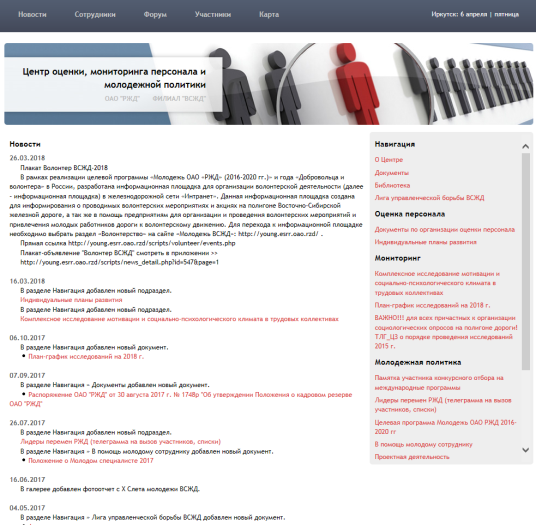 Новости Сотрудники Форум Участники Карта Иркутск: 6 апреля | пятница
Центр оценки, мониторинга персонала и
молодежной политики
ОАО "РЖД" ФИЛИАЛ "ВСЖД"
Новости
26.03.2018
Плакат Волонтер ВСЖД-2018
В рамках реализации целевой программы «Молодежь ОАО «РЖД» (2016-2020 гг.)» и года «Добровольца и
волонтера» в России, разработана информационная площадка для организации волонтерской деятельности (далее
- информационная площадка) в железнодорожной сети «Интранет». Данная информационная площадка создана
для информирования о проводимых волонтерских мероприятиях и акциях на полигоне Восточно-Сибирской
железной дороге, а так же в помощь предприятиям для организации и проведения волонтерских мероприятий и
привлечения молодых работников дороги к волонтерскому движению. Для перехода к информационной площадке
необходимо выбрать раздел «Волонтерство» на сайте «Молодежь ВСЖД»: http://young.esrr.oao.rzd/ .
Прямая ссылка http://young.esrr.oao.rzd/scripts/volunteer/events.php
Плакат-объявление "Волонтер ВСЖД" смотреть в приложении >>
http://young.esrr.oao.rzd/scripts/news_detail.php?id=547&page=1
16.03.2018
В разделе Навигация добавлен новый подраздел.
Индивидуальные планы развития
В разделе Навигация добавлен новый подраздел.
Комплексное исследование мотивации и социально-психологического климата в трудовых коллективах
06.10.2017
В разделе Навигация добавлен новый документ.
• План-график исследований на 2018 г.
07.09.2017
В разделе Навигация » Документы добавлен новый документ.
• Распоряжение ОАО "РЖД" от 30 августа 2017 г. № 1748р "Об утверждении Положения о кадровом резерве
ОАО "РЖД"
26.07.2017
В разделе Навигация добавлен новый подраздел.
Лидеры перемен РЖД (телеграмма на вызов участников, списки)
В разделе Навигация » В помощь молодому сотруднику добавлен новый документ.
• Положение о Молодом специалисте 2017
16.06.2017
В галерее добавлен фотоотчет с X Слета молодежи ВСЖД.
04.05.2017
В разделе Навигация » Лига управленческой борьбы ВСЖД добавлен новый документ.
Навигация
О Центре
Документы
Библиотека
Лига управленческой борьбы ВСЖД
Оценка персонала
Документы по организации оценки персонала
Индивидуальные планы развития
Мониторинг
Комплексное исследование мотивации и
социально-психологического климата в
трудовых коллективах
План-график исследований на 2018 г.
ВАЖНО!!! для всех причастных к организации
социологических опросов на полигоне дороги!
ТЛГ_ЦЗ о порядке проведения исследований
2015 г.
Молодежная политика
Памятка участника конкурсного отбора на
международные программы
Лидеры перемен РЖД (телеграмма на вызов
участников, списки)
Целевая программа Молодежь ОАО РЖД 2016-
2020 гг
В помощь молодому сотруднику
Проектная деятельность